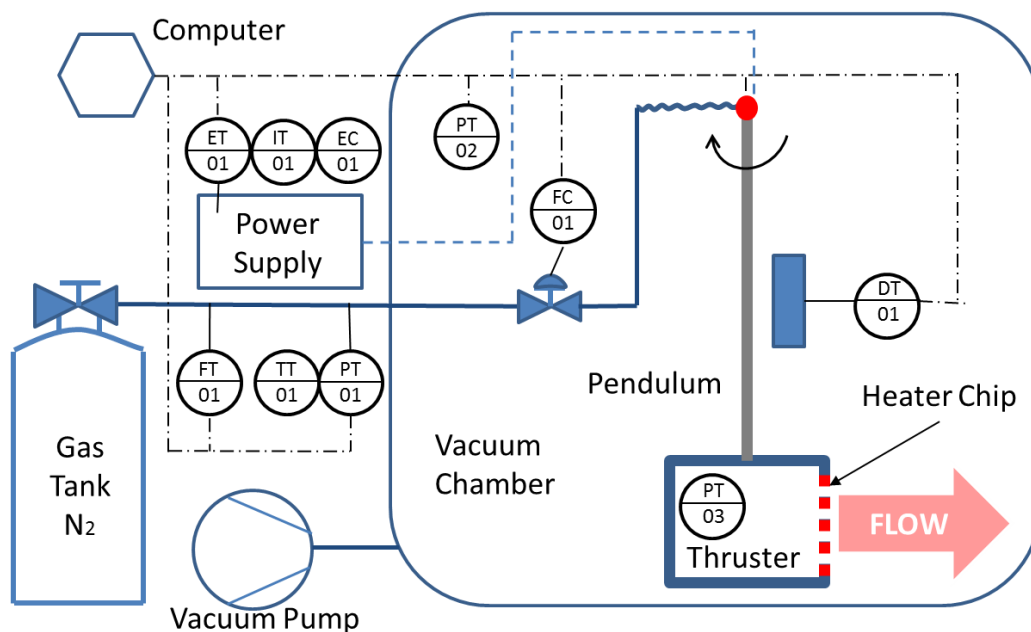 Computer
ET
01
IT
01
EC
01
PT
02
FC
01
Power
Supply
DT
01
FT
01
TT
01
PT
01
Pendulum
Heater Chip
Gas
Tank
N2
Vacuum
Chamber
PT
03
Thruster
FLOW
Vacuum Pump